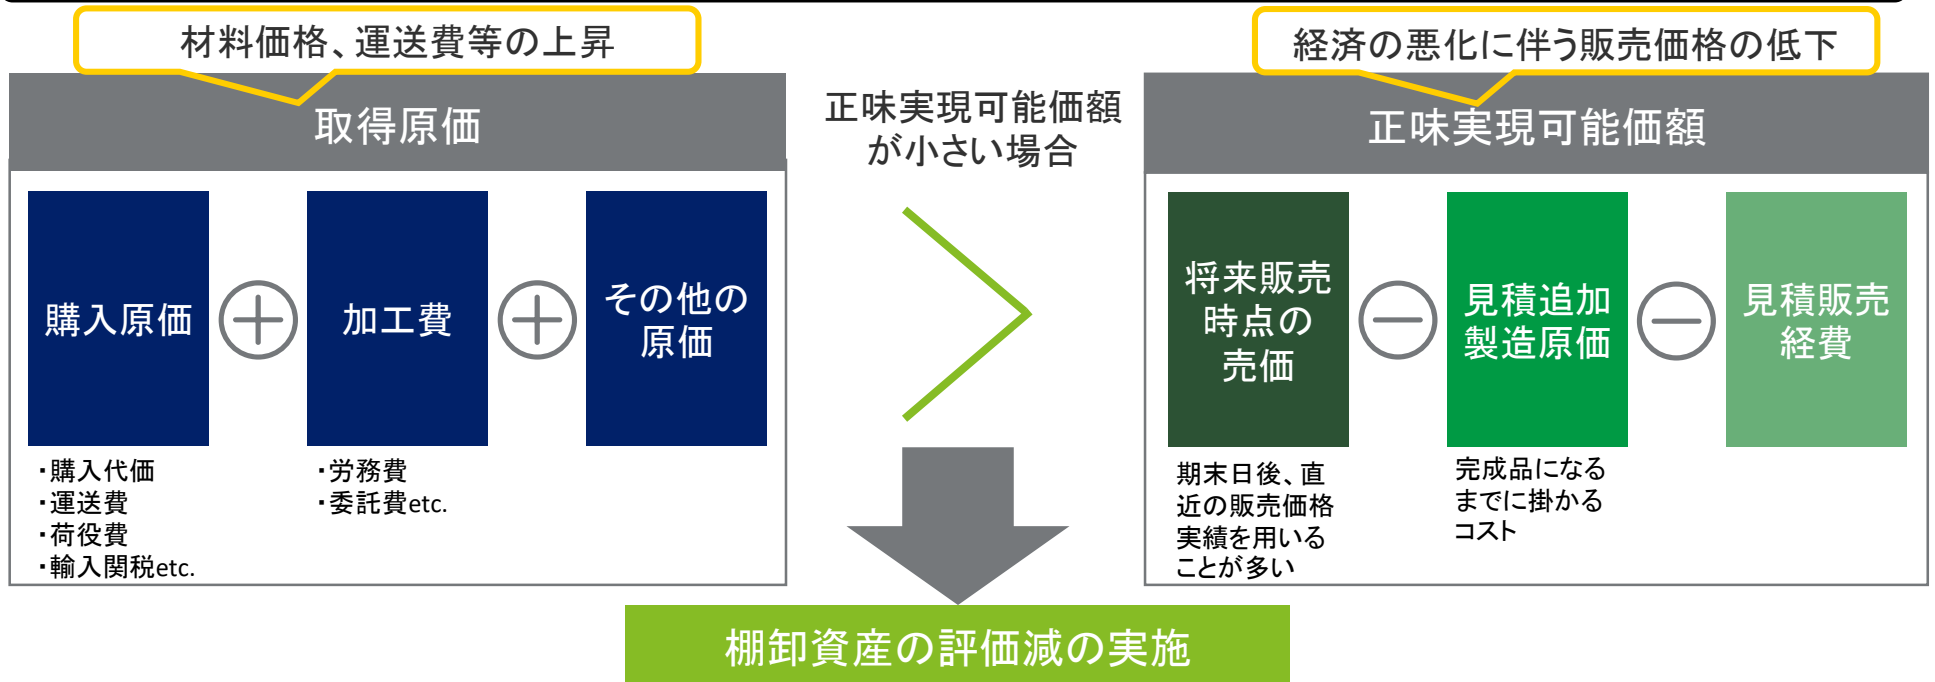 材料価格、運送費等の上昇
取得原価
購入原価
加工費
その他の
原価
・購入代価
・運送費
・荷役費
・輸入関税etc.
・労務費
・委託費etc.
正味実現可能価額
が小さい場合
経済の悪化に伴う販売価格の低下
正味実現可能価額
将来販売
時点の
売価
見積追加
製造原価
見積販売
経費
期末日後、直
近の販売価格
実績を用いる
ことが多い
完成品になる
までに掛かる
コスト
棚卸資産の評価減の実施